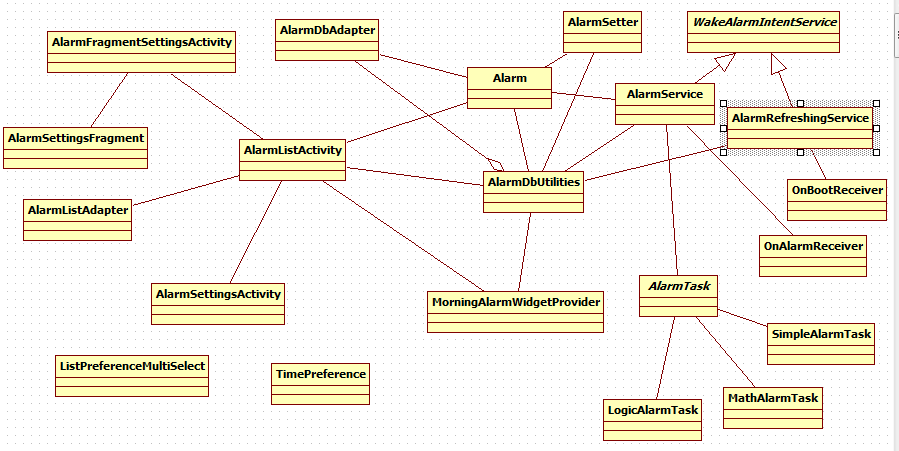 AlarmFragmentSettingsActivity
AlarmDbAdapter
AlarmSetter
WakeAlarmIntentService
Alarm
AlarmService
AlarmRefreshingService
AlarmSettingsFragment
AlarmListActivity
AlarmDbUtilities
OnBootReceiver
AlarmListAdapter
OnAlarmReceiver
AlarmSettingsActivity
MorningAlarmWidgetProvider
AlarmTask
SimpleAlarmTask
ListPreferenceMultiSelect
TimePreference
MathAlarmTask
LogicAlarmTask